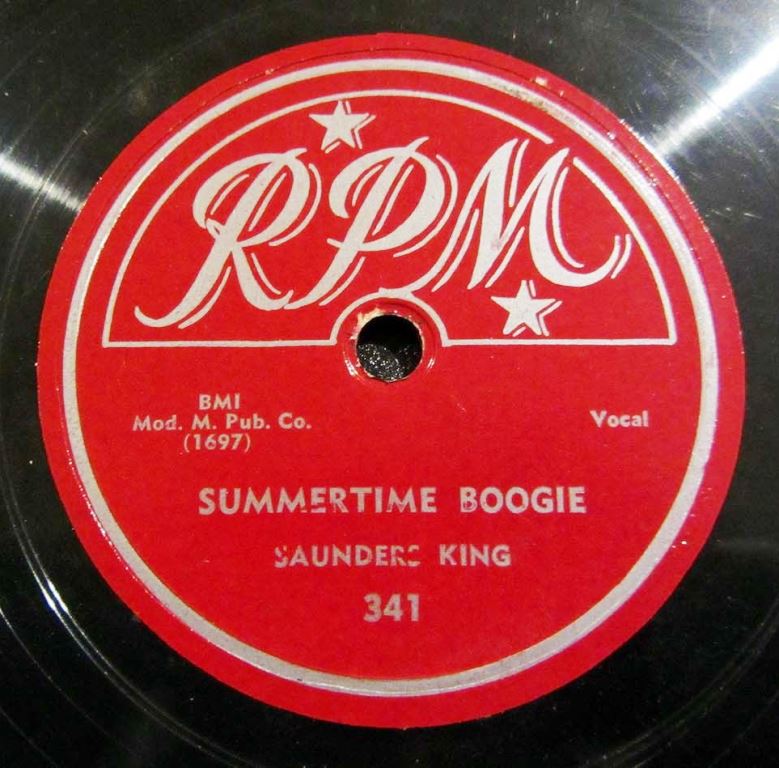 RPM
BMI
Mod. M. Pub. Co.
(1697)
Vocal
SUMMERTIME BOOGIE
SAUNDERS KING
341